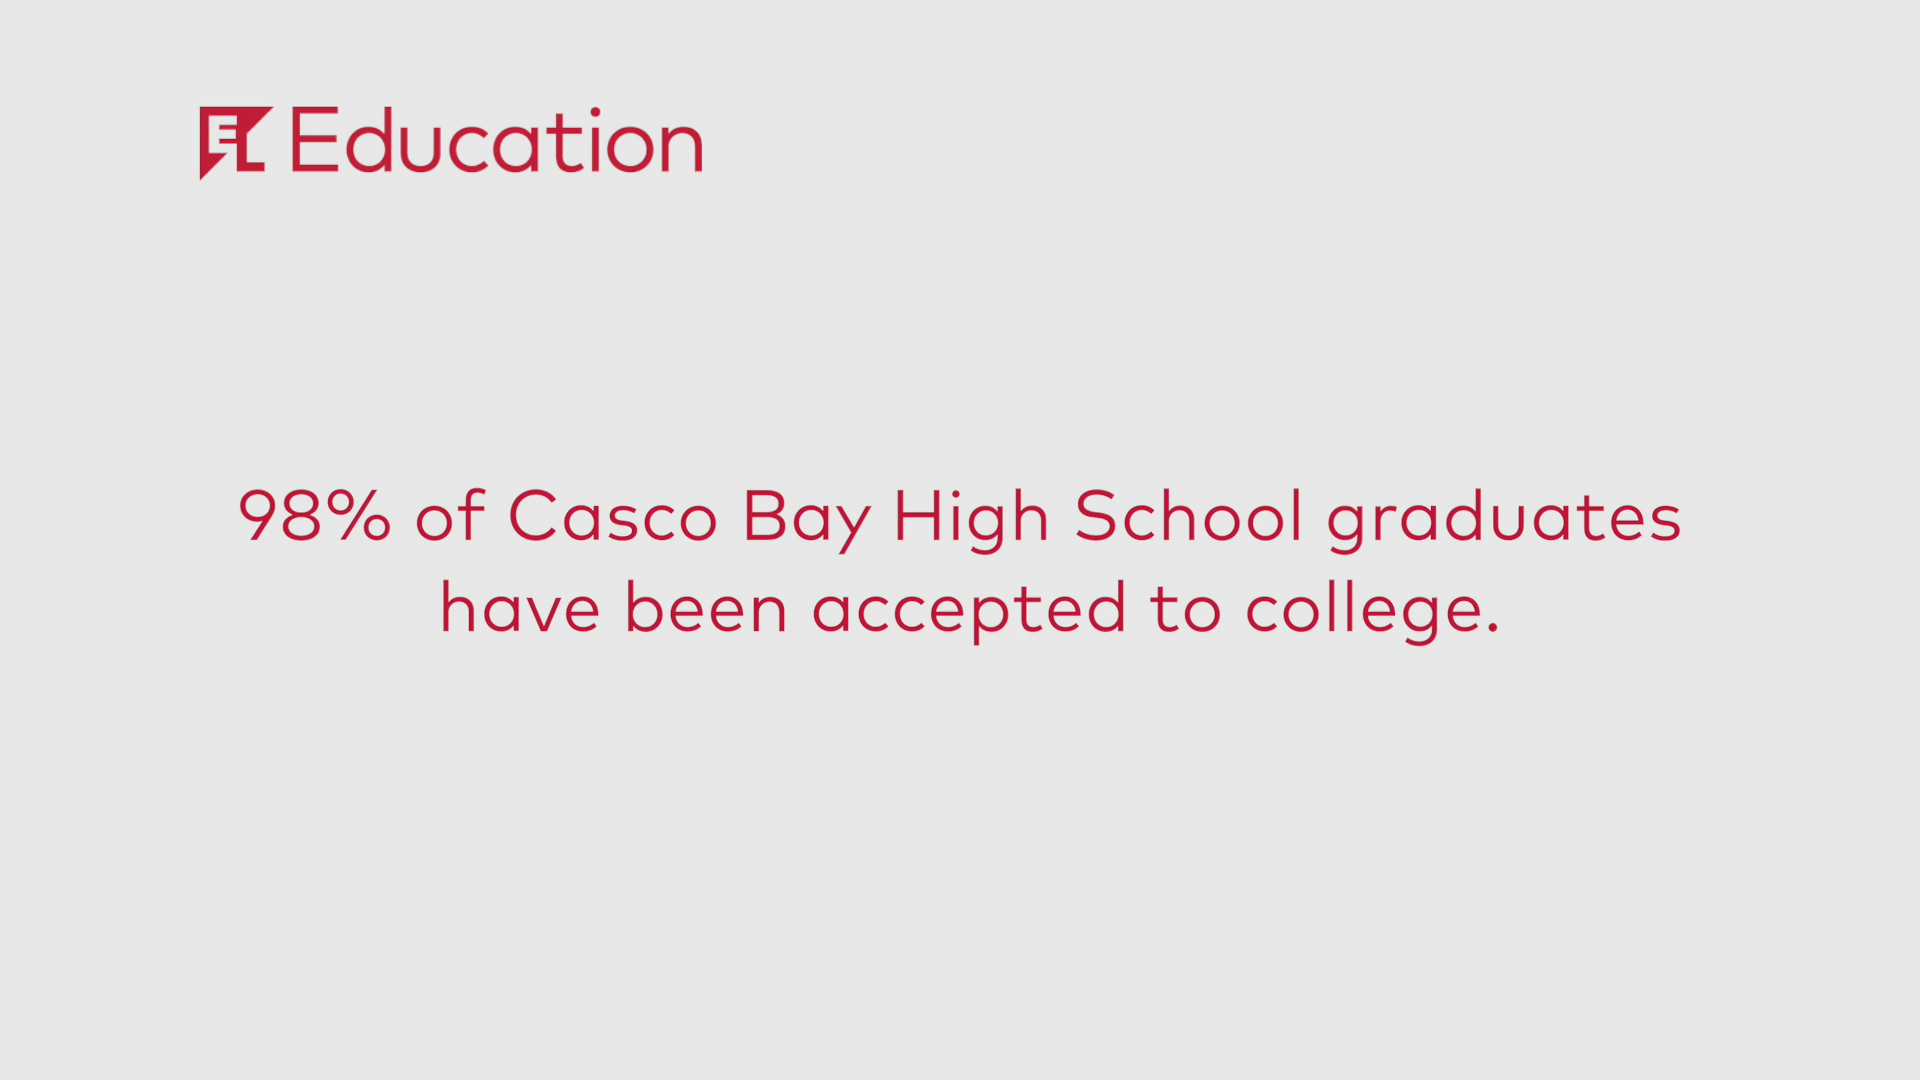 EL Education
98% of Casco Bay High School graduates
have been accepted to college.